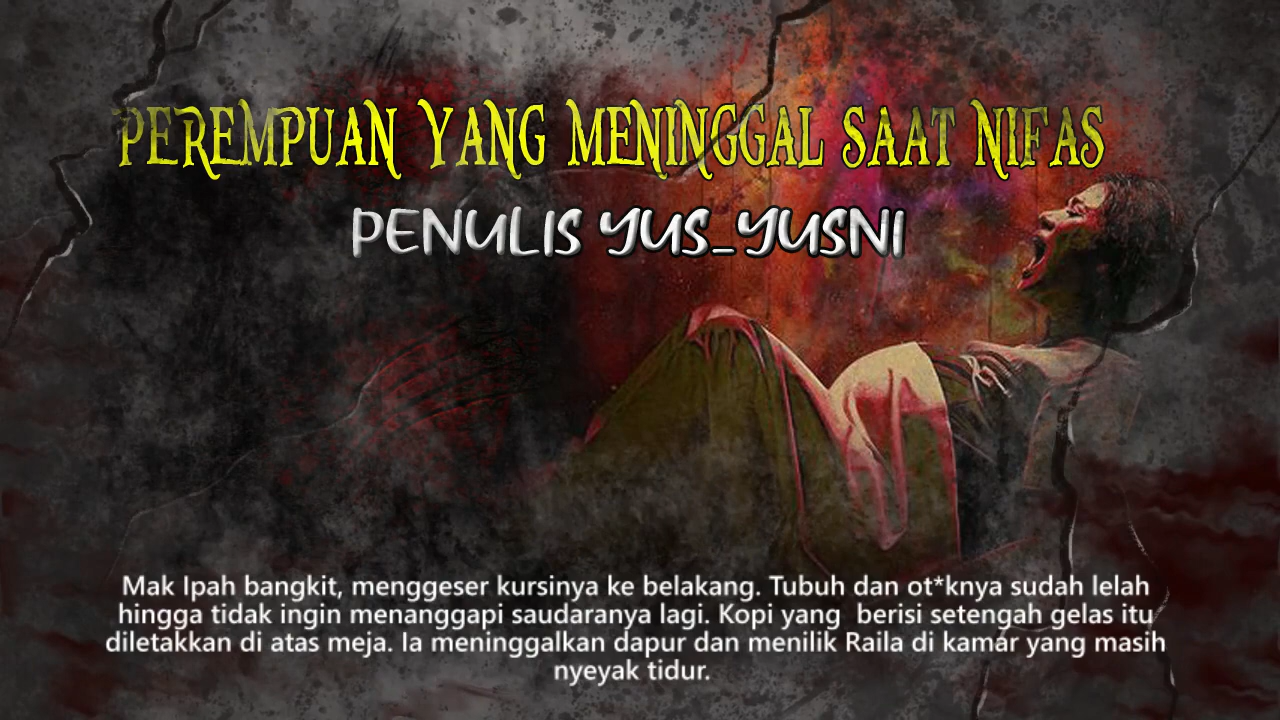 PEREMPUAN YANG MENINGGAL SAAT NIFAS
PENULIS YUS_YUSNI
Mak Ipah bangkit, menggeser kursinya ke belakang. Tubuh dan ot*knya sudah lelah
hingga tidak ingin menanggapi saudaranya lagi. Kopi yang  berisi setengah gelas itu
diletakkan di atas meja. Ia meninggalkan dapur dan menilik Raila di kamar yang masih
nyeyak tidur.